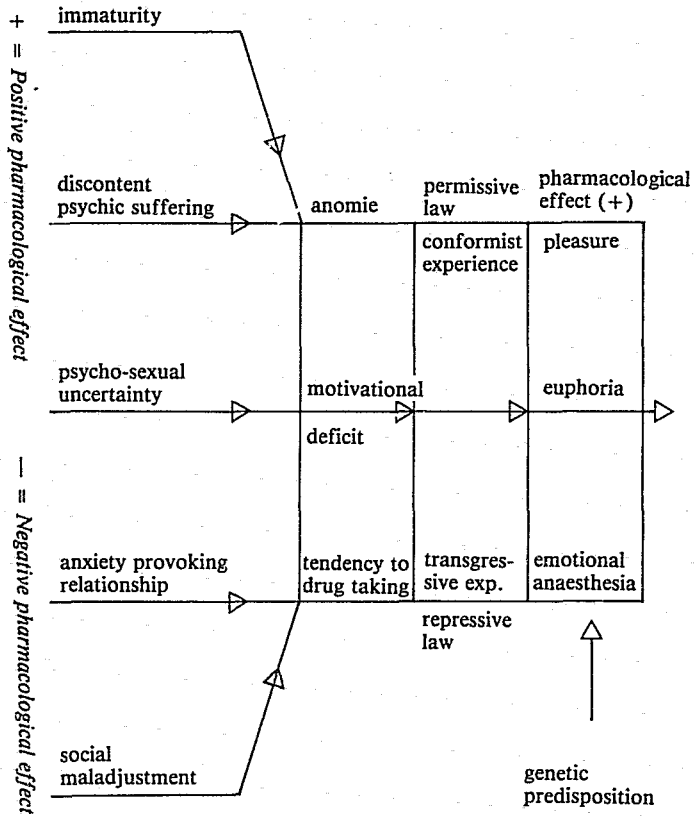 + = Positive pharmacological effect
— = Negative pharmacological effect
immaturity
discontent
psychic suffering
anomie
permissive
law
pharmacological
effect (+)
conformist
experience
pleasure
psycho-sexual
uncertainty
motivational
deficit
euphoria
anxiety provoking
relationship
tendency to
drug taking
transgres-
sive exp.
emotional
anaesthesia
repressive
law
social
maladjustment
genetic
predisposition